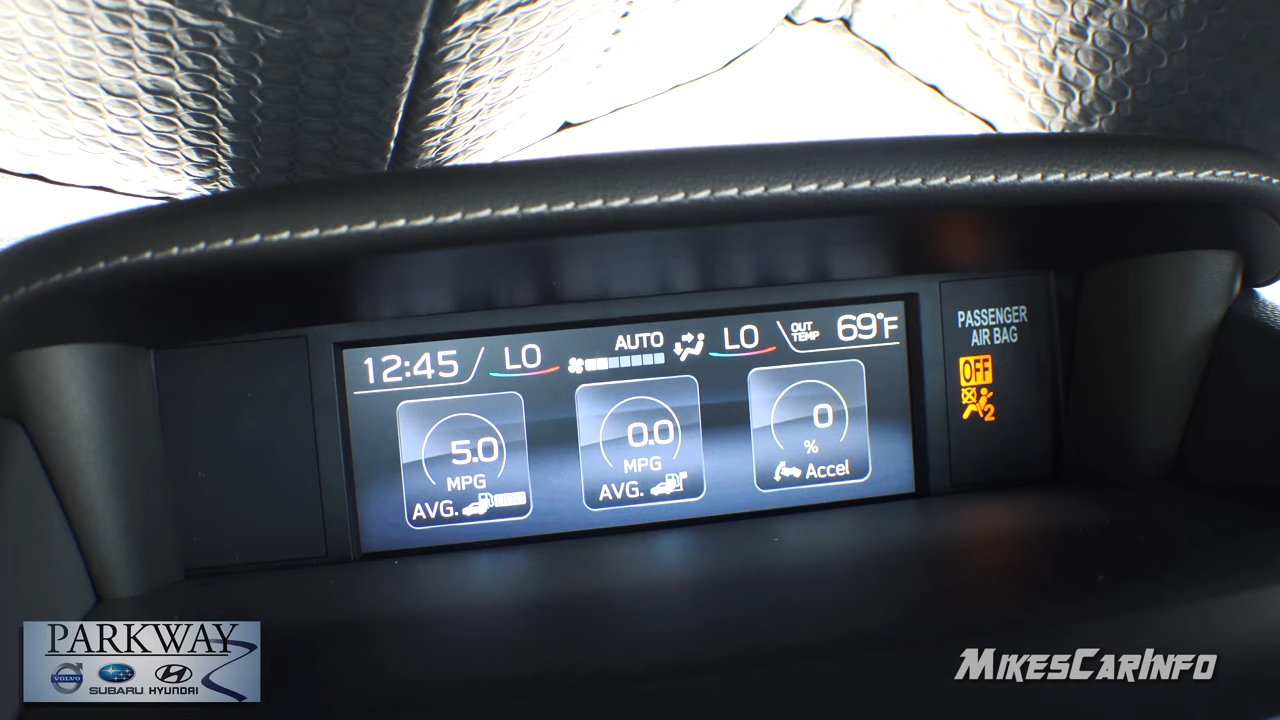 12:45
LO
AUTO
LO
OUT
TEMP
69°F
5.0
MPG
AVG.
0.0
MPG
AVG.
0
%
Accel
PASSENGER
AIR BAG
OFF
2
PARKWAY
VOLVO
SUBARU HYUNDAI
MIKESCARINFO